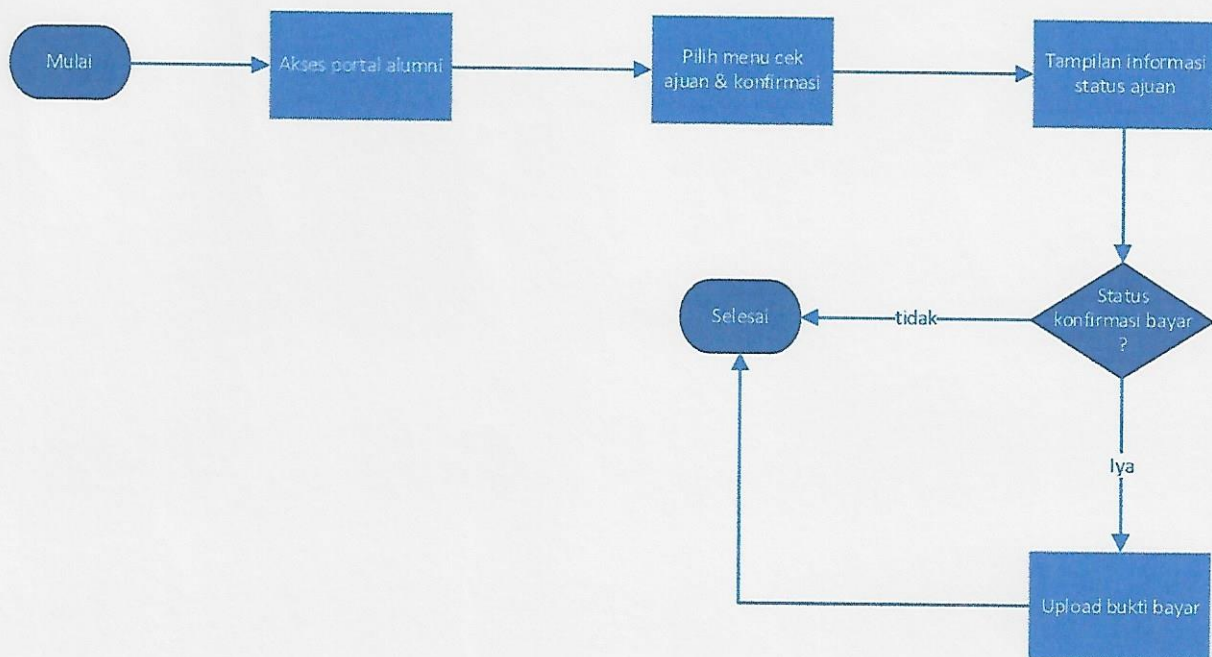 Mulai
Akses portal alumni
Pilih menu cek
ajuan & konfirmasi
Tampilan informasi
status ajuan
Status
konfirmasi bayar
?
tidak
Selesai
Iya
Upload bukti bayar